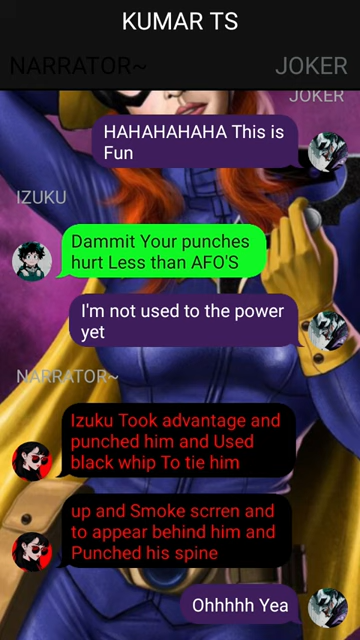 KUMAR TS
NARRATOR~
JOKER
JOKER
HAHAHAHAHA This is
Fun
IZUKU
Dammit Your punches
hurt Less than AFO'S
I'm not used to the power
yet
NARRATOR~
Izuku Took advantage and
punched him and Used
black whip To tie him
up and Smoke scrren and
to appear behind him and
Punched his spine
Ohhhhh Yea